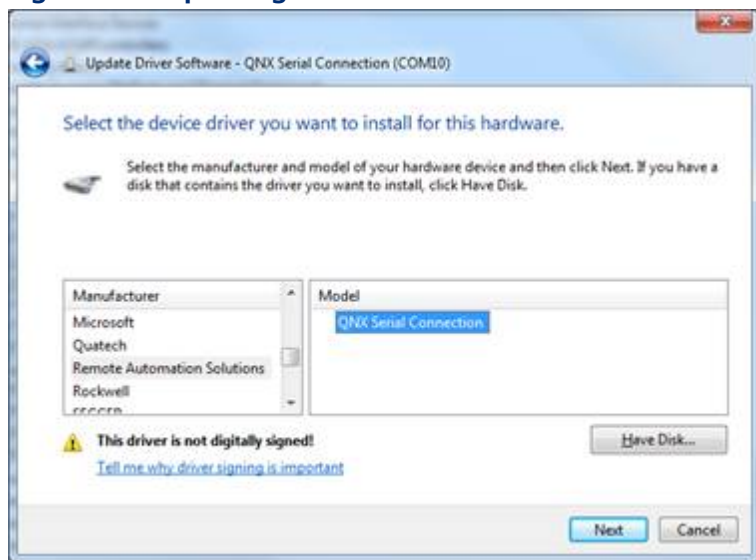 Update Driver Software - QNX Serial Connection (COM10)
Select the device driver you want to install for this hardware.
Select the manufacturer and model of your hardware device and then click Next. If you have a
disk that contains the driver you want to install, click Have Disk.
Manufacturer
Model
Microsoft
QNX Serial Connection
Quatech
Remote Automation Solutions
Rockwell
This driver is not digitally signed!
Have Disk...
Tell me why driver signing is important
Next
Cancel